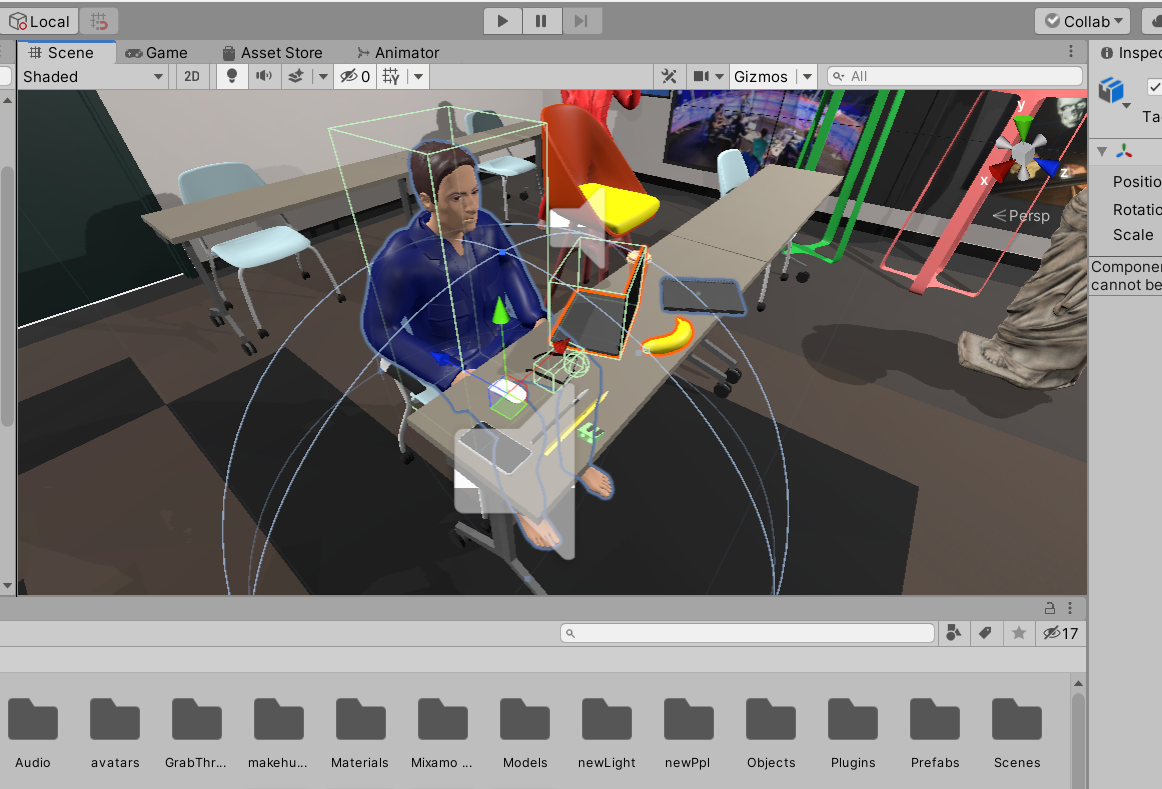 Local
Collab
Scene
Game
Asset Store
Animator
Inspec
Shaded
2D
0
Gizmos
All
Ta
y
x
z
Persp
Positio
Rotatio
Scale
Componen
cannot be
17
Audio
avatars
GrabThr...
makehu...
Materials
Mixamo ...
Models
newLight
newPpl
Objects
Plugins
Prefabs
Scenes